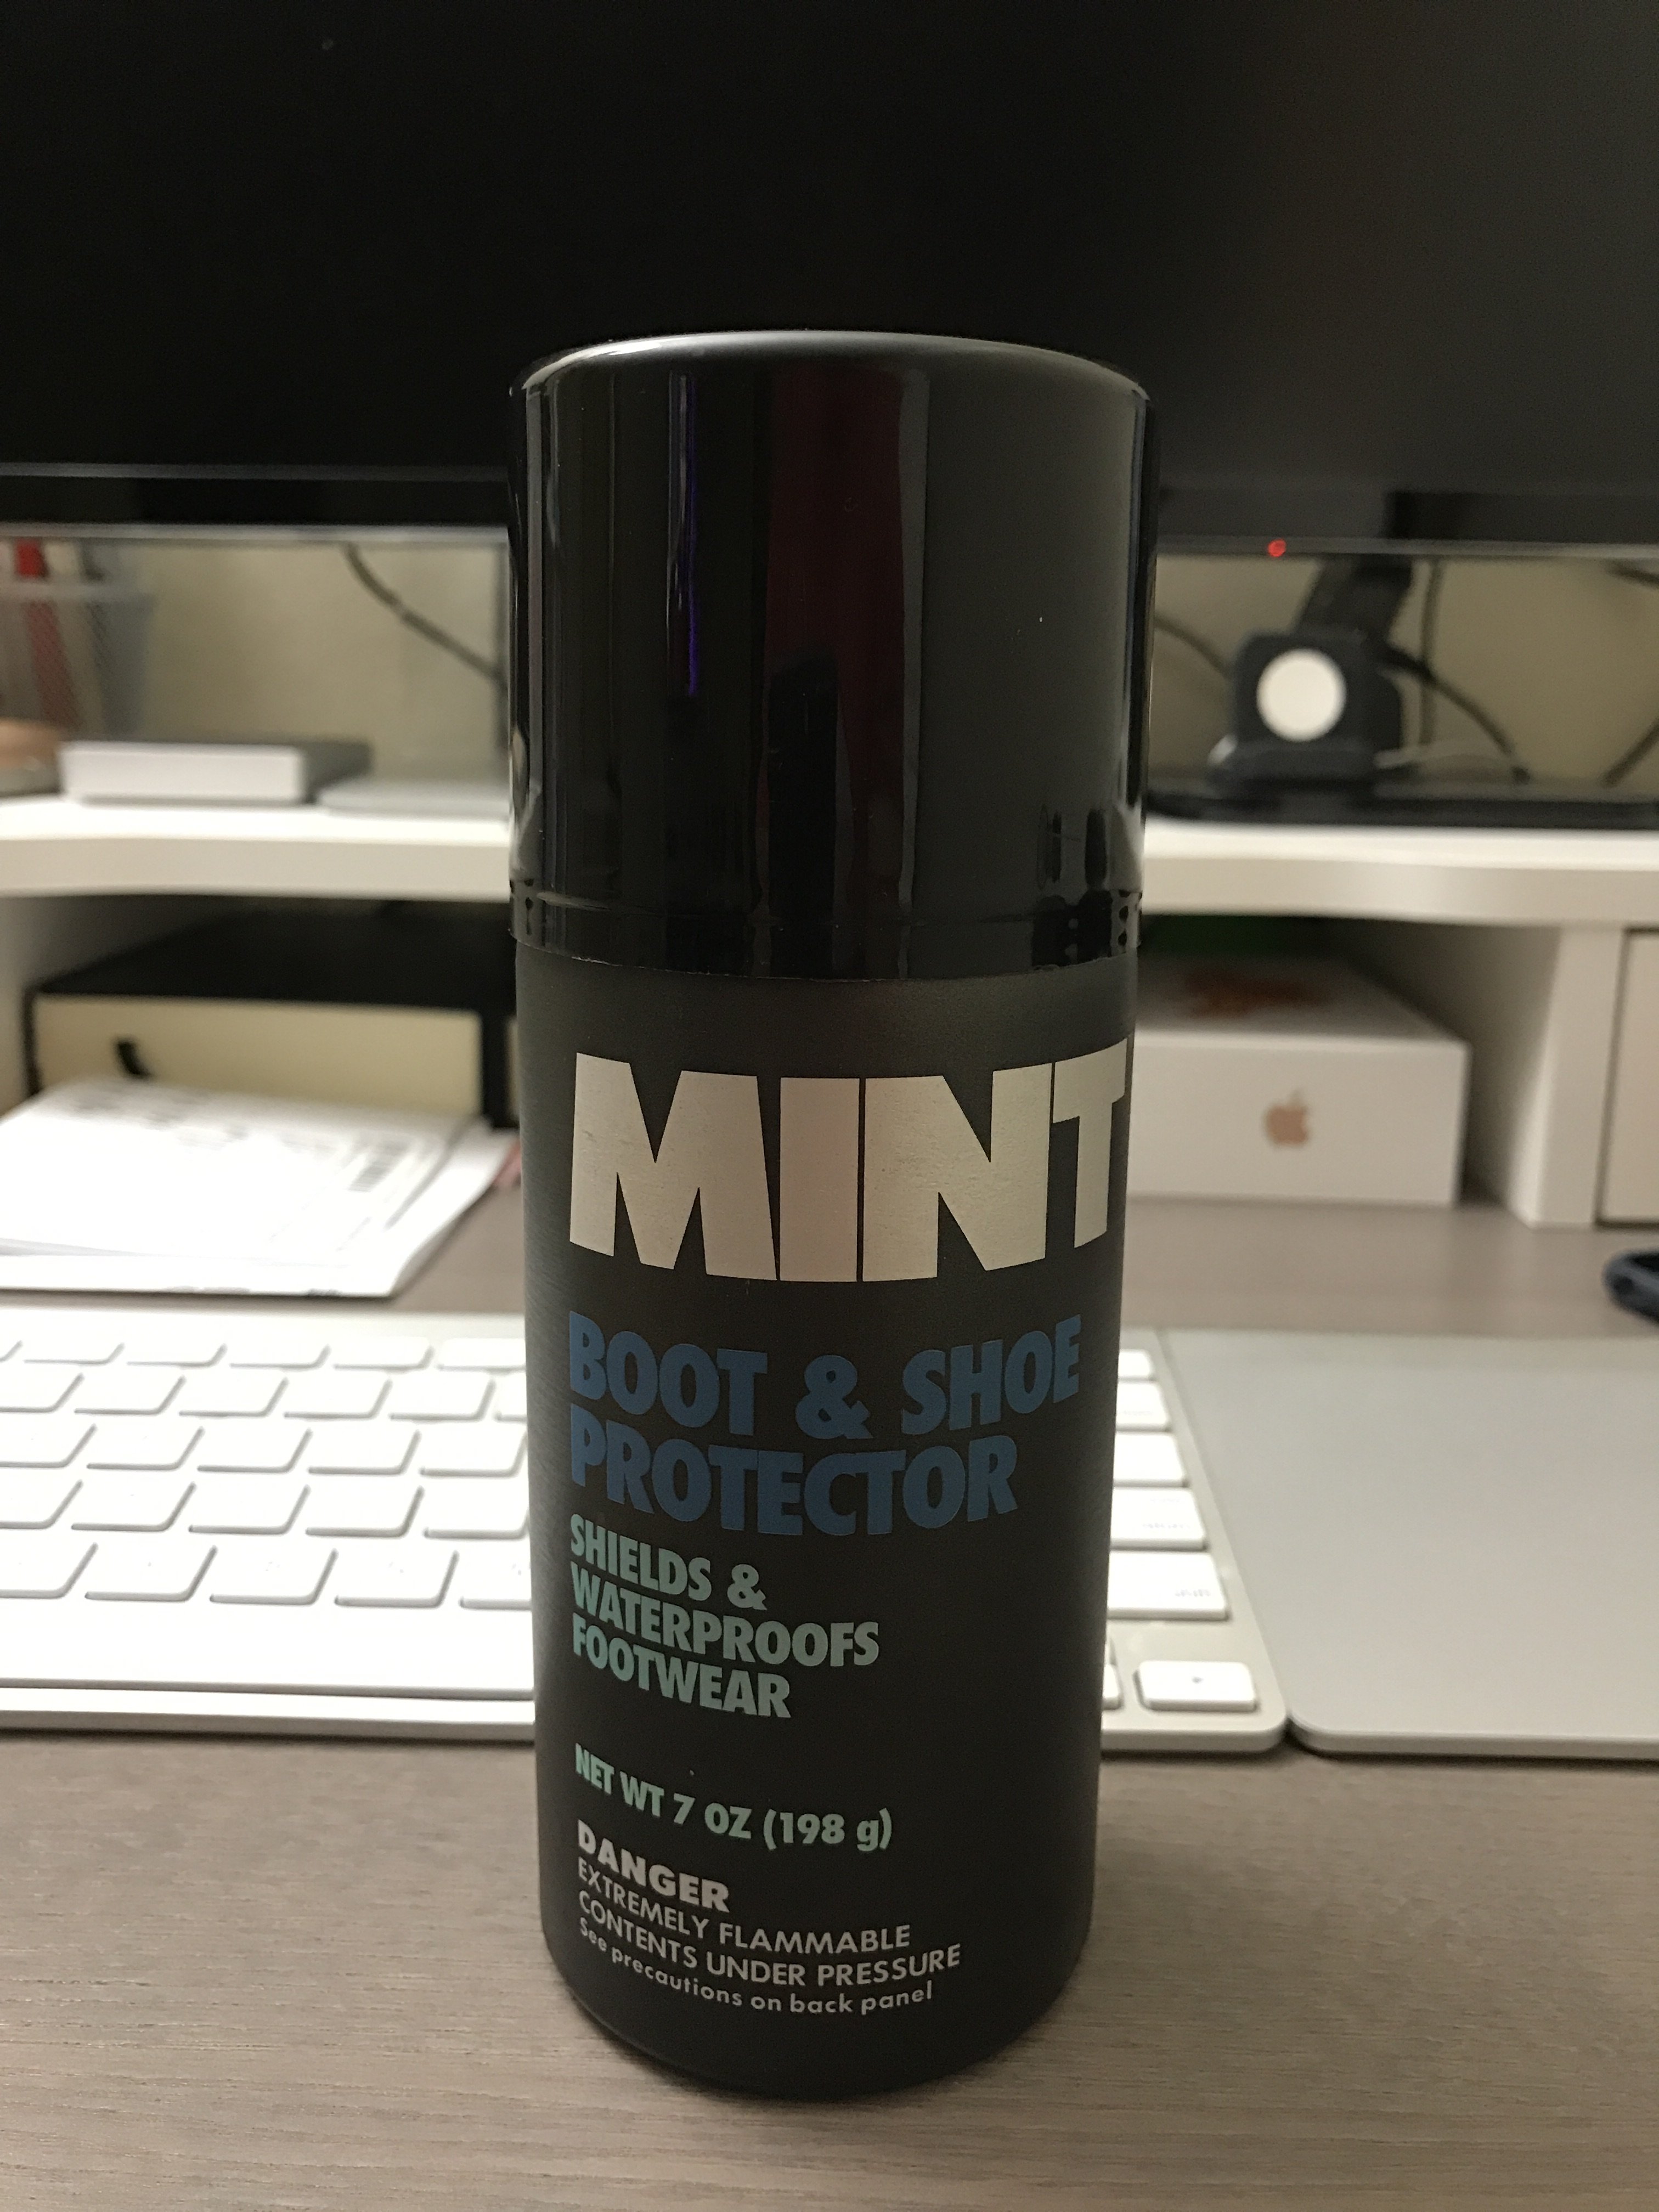 MINT
BOOT & SHOE
PROTECTOR
SHIELDS &
WATERPROOFS
FOOTWEAR
NET WT 7 OZ (198 g)
DANGER
EXTREMELY FLAMMABLE
CONTENTS UNDER PRESSURE
See precautions on back panel